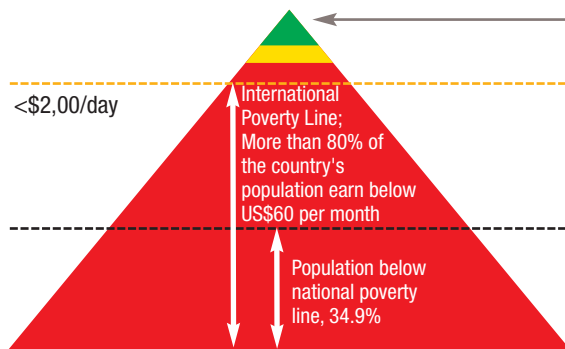 <$2,00/day
International
Poverty Line;
More than 80% of
the country's
population earn below
US$60 per month
Population below
national poverty
line, 34.9%